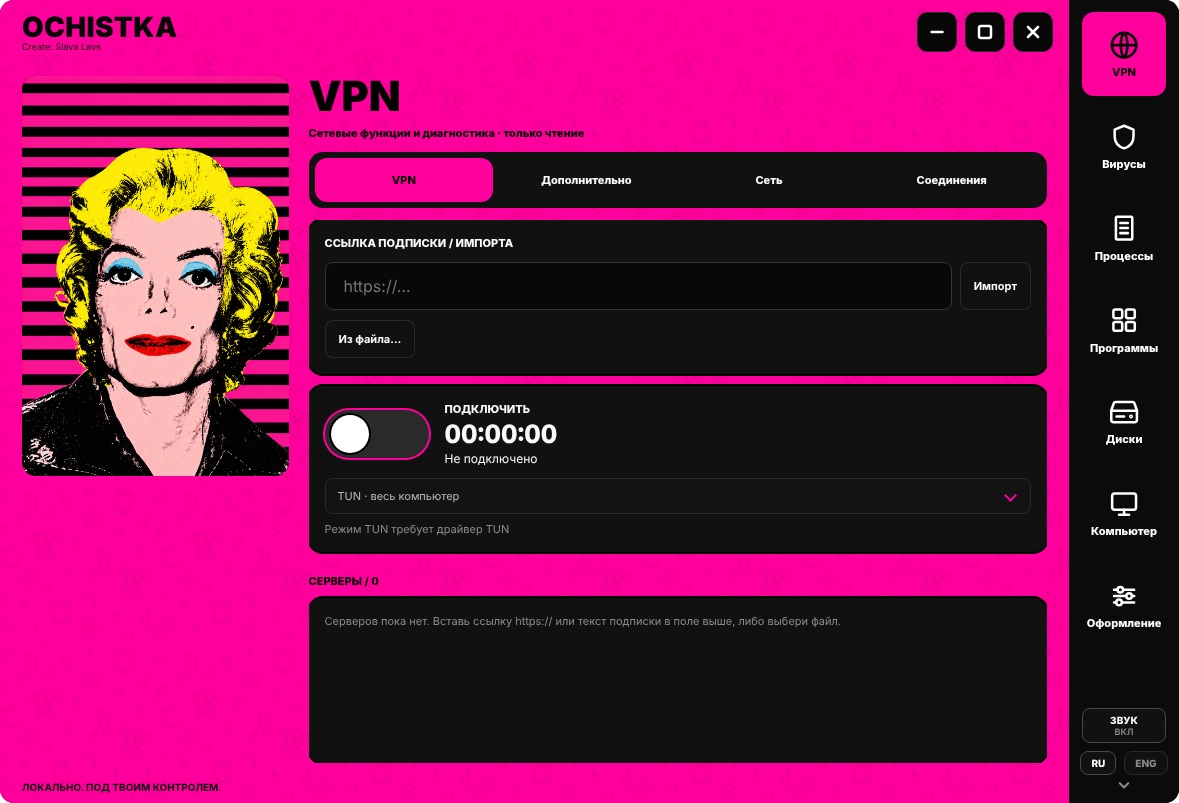 OCHISTKA
Create: Slava Lavs
VPN
Сетевые функции и диагностика · только чтение
VPN
Дополнительно
Сеть
Соединения
ССЫЛКА ПОДПИСКИ / ИМПОРТА
https://...
Импорт
Из файла...
ПОДКЛЮЧИТЬ
00:00:00
Не подключено
TUN · весь компьютер
Режим TUN требует драйвер TUN
СЕРВЕРЫ / 0
Серверов пока нет. Вставь ссылку https:// или текст подписки в поле выше, либо выбери файл.
ЛОКАЛЬНО. ПОД ТВОИМ КОНТРОЛЕМ.
VPN
Вирусы
Процессы
Программы
Диски
Компьютер
Оформление
ЗВУК
ВКЛ
RU
ENG